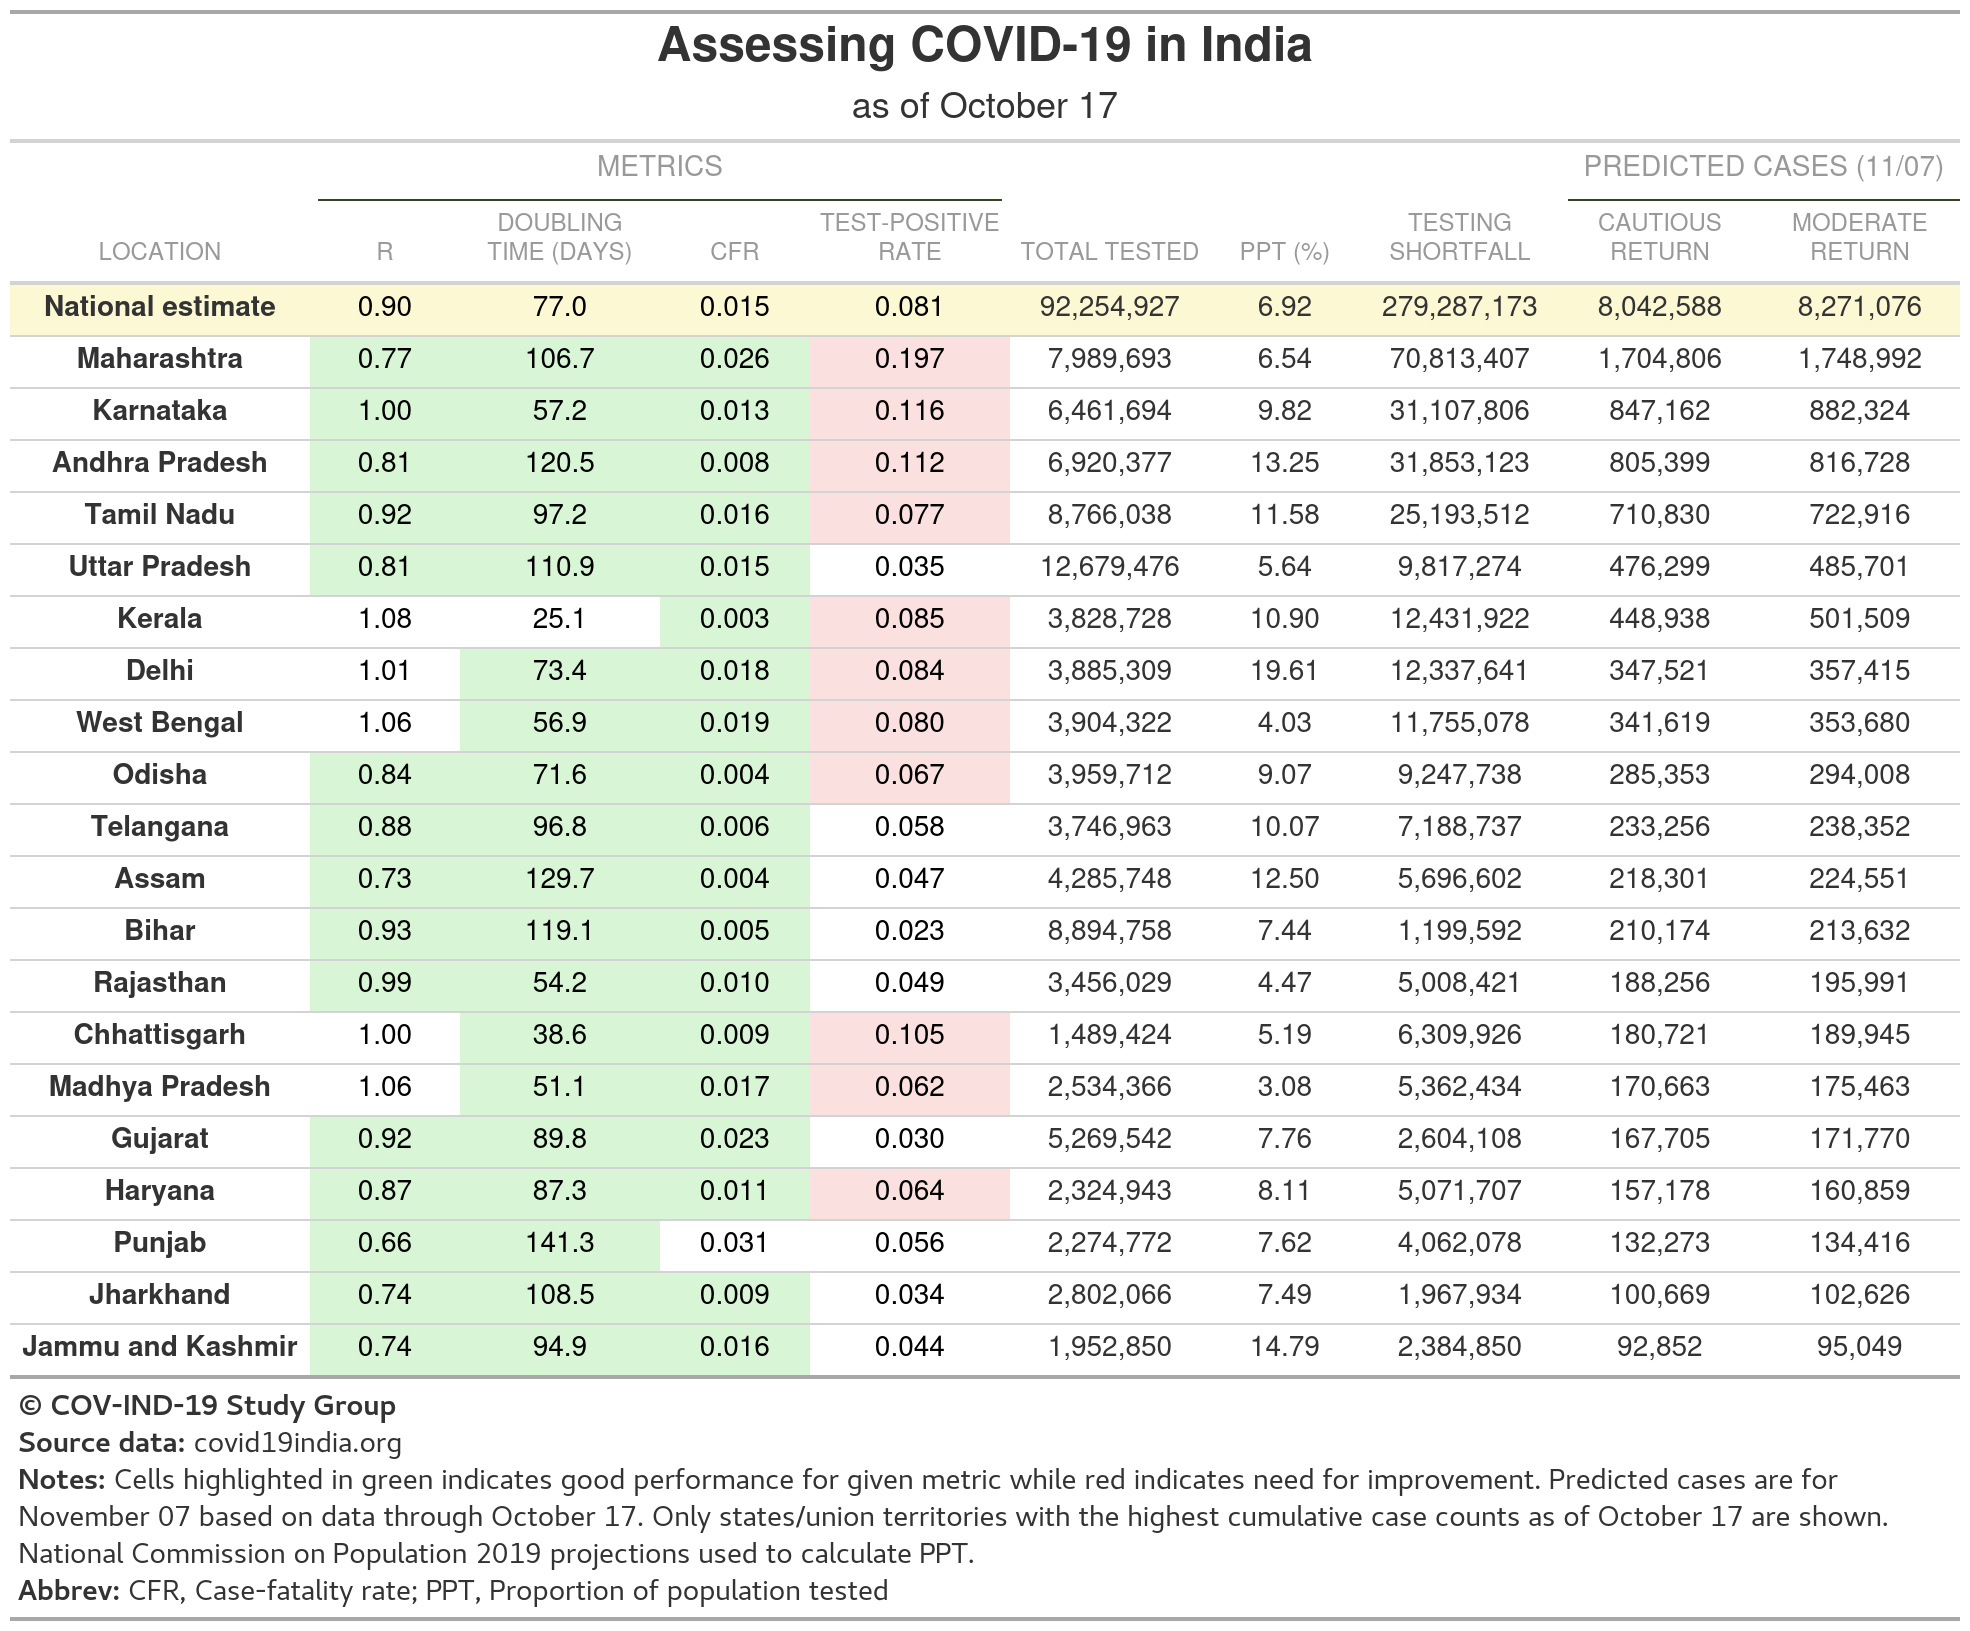 Assessing COVID-19 in India
as of October 17
METRICS PREDICTED CASES (11/07)
LOCATION R DOUBLING TIME (DAYS) CFR TEST-POSITIVE RATE TOTAL TESTED PPT (%) TESTING SHORTFALL CAUTIOUS RETURN MODERATE RETURN
National estimate 0.90 77.0 0.015 0.081 92,254,927 6.92 279,287,173 8,042,588 8,271,076
Maharashtra 0.77 106.7 0.026 0.197 7,989,693 6.54 70,813,407 1,704,806 1,748,992
Karnataka 1.00 57.2 0.013 0.116 6,461,694 9.82 31,107,806 847,162 882,324
Andhra Pradesh 0.81 120.5 0.008 0.112 6,920,377 13.25 31,853,123 805,399 816,728
Tamil Nadu 0.92 97.2 0.016 0.077 8,766,038 11.58 25,193,512 710,830 722,916
Uttar Pradesh 0.81 110.9 0.015 0.035 12,679,476 5.64 9,817,274 476,299 485,701
Kerala 1.08 25.1 0.003 0.085 3,828,728 10.90 12,431,922 448,938 501,509
Delhi 1.01 73.4 0.018 0.084 3,885,309 19.61 12,337,641 347,521 357,415
West Bengal 1.06 56.9 0.019 0.080 3,904,322 4.03 11,755,078 341,619 353,680
Odisha 0.84 71.6 0.004 0.067 3,959,712 9.07 9,247,738 285,353 294,008
Telangana 0.88 96.8 0.006 0.058 3,746,963 10.07 7,188,737 233,256 238,352
Assam 0.73 129.7 0.004 0.047 4,285,748 12.50 5,696,602 218,301 224,551
Bihar 0.93 119.1 0.005 0.023 8,894,758 7.44 1,199,592 210,174 213,632
Rajasthan 0.99 54.2 0.010 0.049 3,456,029 4.47 5,008,421 188,256 195,991
Chhattisgarh 1.00 38.6 0.009 0.105 1,489,424 5.19 6,309,926 180,721 189,945
Madhya Pradesh 1.06 51.1 0.017 0.062 2,534,366 3.08 5,362,434 170,663 175,463
Gujarat 0.92 89.8 0.023 0.030 5,269,542 7.76 2,604,108 167,705 171,770
Haryana 0.87 87.3 0.011 0.064 2,324,943 8.11 5,071,707 157,178 160,859
Punjab 0.66 141.3 0.031 0.056 2,274,772 7.62 4,062,078 132,273 134,416
Jharkhand 0.74 108.5 0.009 0.034 2,802,066 7.49 1,967,934 100,669 102,626
Jammu and Kashmir 0.74 94.9 0.016 0.044 1,952,850 14.79 2,384,850 92,852 95,049
© COV-IND-19 Study Group
Source data: covid19india.org
Notes: Cells highlighted in green indicates good performance for given metric while red indicates need for improvement. Predicted cases are for
November 07 based on data through October 17. Only states/union territories with the highest cumulative case counts as of October 17 are shown.
National Commission on Population 2019 projections used to calculate PPT.
Abbrev: CFR, Case-fatality rate; PPT, Proportion of population tested